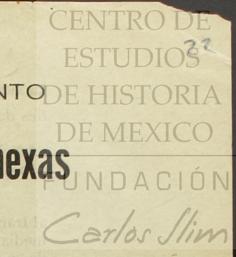 CENTRO DE
ESTUDIOS
22
NTO
DE HISTORIA
DE MEXICO
nexas
FUNDACIÓN
Carlos Slim